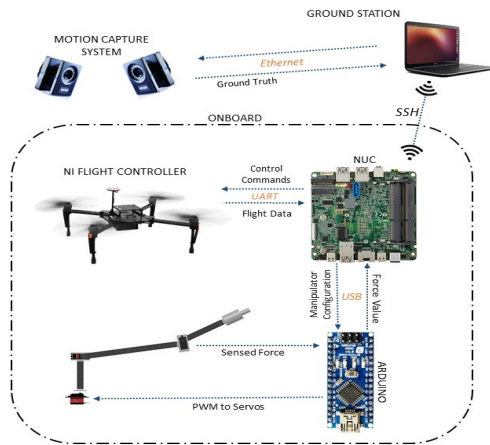 GROUND STATION
MOTION CAPTURE
SYSTEM
Ethernet
Ground Truth
SSH
ONBOARD
NUC
NI FLIGHT CONTROLLER
Control
Commands
UART
Flight Data
Manipulator
Configuration
USB
Force Value
Sensed Force
ARDUINO
PWM to Servos